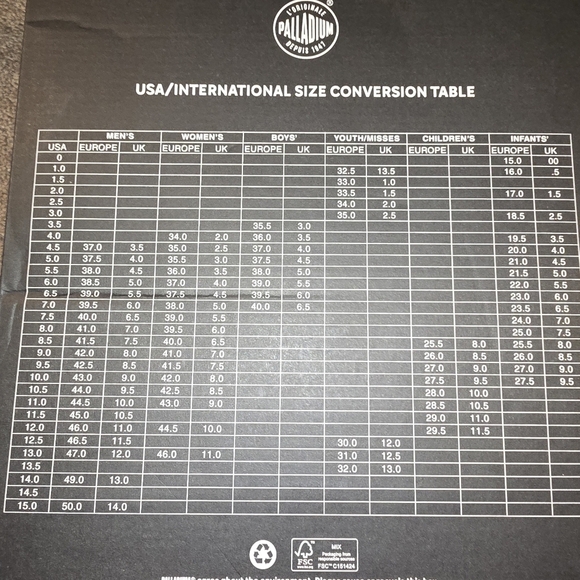 L'ORIGINALE
PALLADIUM
DEPUIS 1947
®
USA/INTERNATIONAL SIZE CONVERSION TABLE
MEN'S WOMEN'S BOYS' YOUTH/MISSES CHILDREN'S INFANTS'
USA EUROPE UK EUROPE UK EUROPE UK EUROPE UK EUROPE UK EUROPE UK
0 15.0 00
1.0 32.5 13.5 16.0 .5
1.5 33.0 1.0
2.0 33.5 1.5 17.0 1.5
2.5 34.0 2.0
3.0 35.0 2.5 18.5 2.5
3.5 35.5 3.0
4.0 34.0 2.0 36.0 3.5 19.5 3.5
4.5 37.0 3.5 35.0 2.5 37.0 4.0 20.0 4.0
5.0 37.5 4.0 35.5 3.0 37.5 4.5 21.0 4.5
5.5 38.0 4.5 36.0 3.5 38.0 5.0 21.5 5.0
6.0 38.5 5.0 37.0 4.0 39.0 5.5 22.0 5.5
6.5 39.0 5.5 37.5 4.5 39.5 6.0 23.0 6.0
7.0 39.5 6.0 38.0 5.0 40.0 6.5 23.5 6.5
7.5 40.0 6.5 39.0 5.5 24.0 7.0
8.0 41.0 7.0 39.5 6.0 25.0 7.5
8.5 41.5 7.5 40.0 6.5 25.5 8.0 25.5 8.0
9.0 42.0 8.0 41.0 7.0 26.0 8.5 26.0 8.5
9.5 42.5 8.5 41.5 7.5 27.0 9.0 27.0 9.0
10.0 43.0 9.0 42.0 8.0 27.5 9.5 27.5 9.5
10.5 44.0 9.5 42.5 8.5 28.0 10.0
11.0 44.5 10.0 43.0 9.0 28.5 10.5
11.5 45.0 10.5 29.0 11.0
12.0 46.0 11.0 44.5 10.0 29.5 11.5
12.5 46.5 11.5 30.0 12.0
13.0 47.0 12.0 46.0 11.0 31.0 12.5
13.5 32.0 13.0
14.0 49.0 13.0
14.5
15.0 50.0 14.0
FSC
MIX
Packaging from
responsible sources
FSC™ C151424